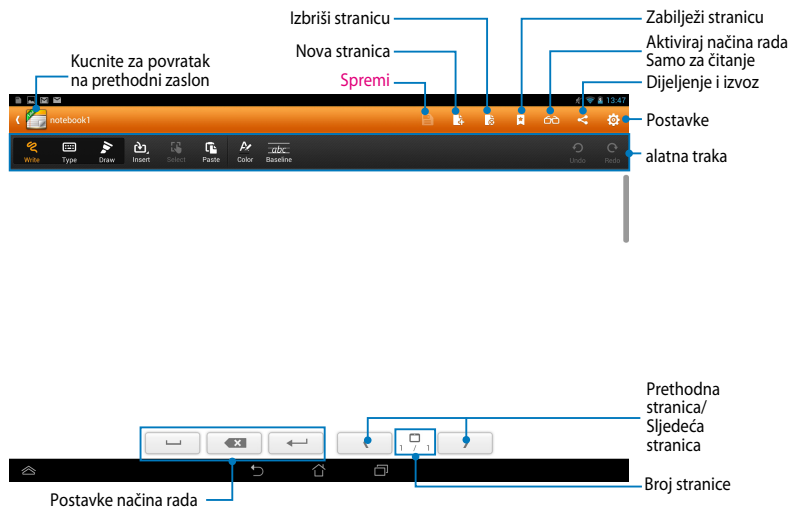 Izbriši stranicu
Zabilježi stranicu
Nova stranica
Aktiviraj načina rada
Samo za čitanje
Kucnite za povratak
na prethodni zaslon
Spremi
Dijeljenje i izvoz
13:47
notebook1
Postavke
Write
Type
Draw
Insert
Select
Paste
Color
abc
Baseline
Undo
Redo
alatna traka
Prethodna
stranica/
Sljedeća
stranica
1 / 1
Broj stranice
Postavke načina rada